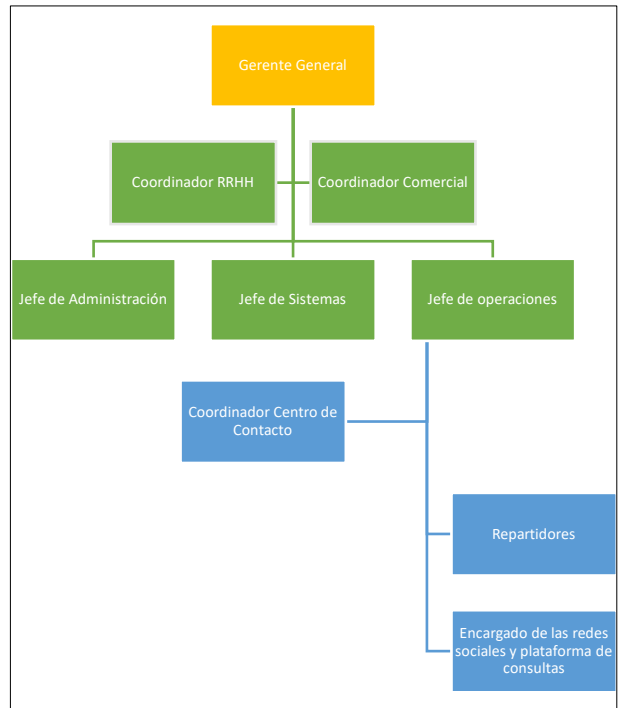 Gerente General
Coordinador RRHH
Coordinador Comercial
Jefe de Administración
Jefe de Sistemas
Jefe de operaciones
Coordinador Centro de
Contacto
Repartidores
Encargado de las redes
sociales y plataforma de
consultas